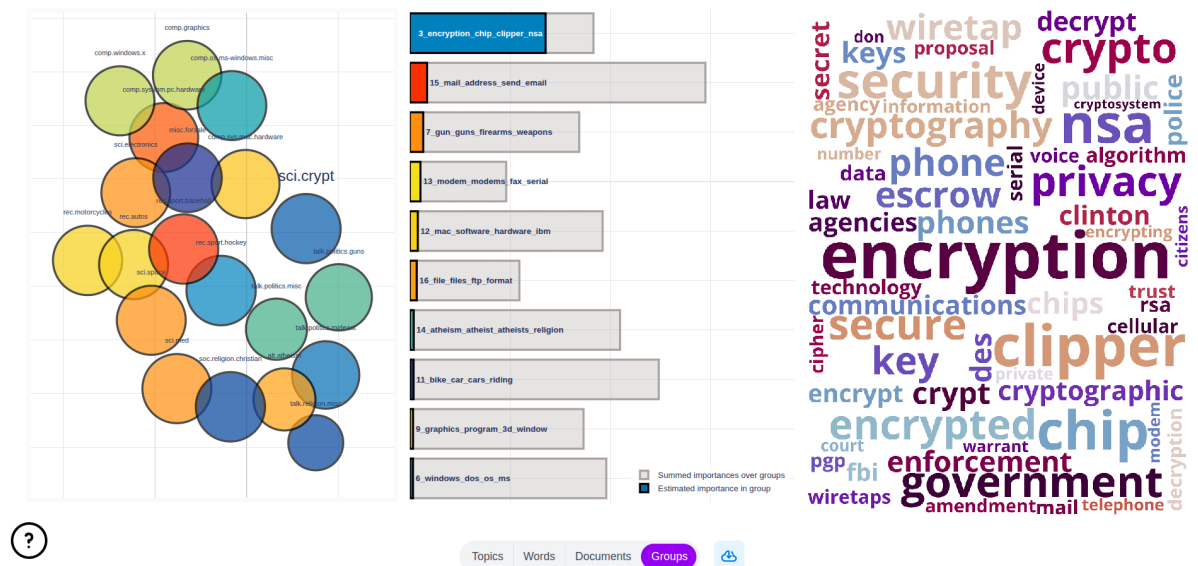 comp.graphics
comp.windows.x
comp.os.ms-windows.misc
comp.sys.ibm.pc.hardware
misc.forsale
comp.sys.mac.hardware
sci.electronics
sci.crypt
rec.sport.baseball
rec.motorcycles
rec.autos
rec.sport.hockey
talk.politics.guns
sci.space
talk.politics.misc
talk.politics.mideast
sci.med
soc.religion.christian
alt.atheism
talk.religion.misc
3_encryption_chip_clipper_nsa
15_mail_address_send_email
7_gun_guns_firearms_weapons
13_modem_modems_fax_serial
12_mac_software_hardware_ibm
16_file_files_ftp_format
14_atheism_atheist_atheists_religion
11_bike_car_cars_riding
9_graphics_program_3d_window
6_windows_dos_os_ms
Summed importances over groups
Estimated importance in group
secret
don
wiretap
decrypt
keys
proposal
crypto
security
device
public
agency
information
cryptosystem
police
cryptography
nsa
number
phone
serial
voice
algorithm
data
privacy
law
escrow
agencies
phones
clinton
encrypting
citizens
encryption
technology
communications
chips
trust
rsa
cipher
secure
cellular
key
des
clipper
private
encrypt
crypt
cryptographic
encrypted
chip
modem
decryption
court
warrant
pgp
fbi
enforcement
wiretaps
government
amendment
mail
telephone
?
Topics
Words
Documents
Groups